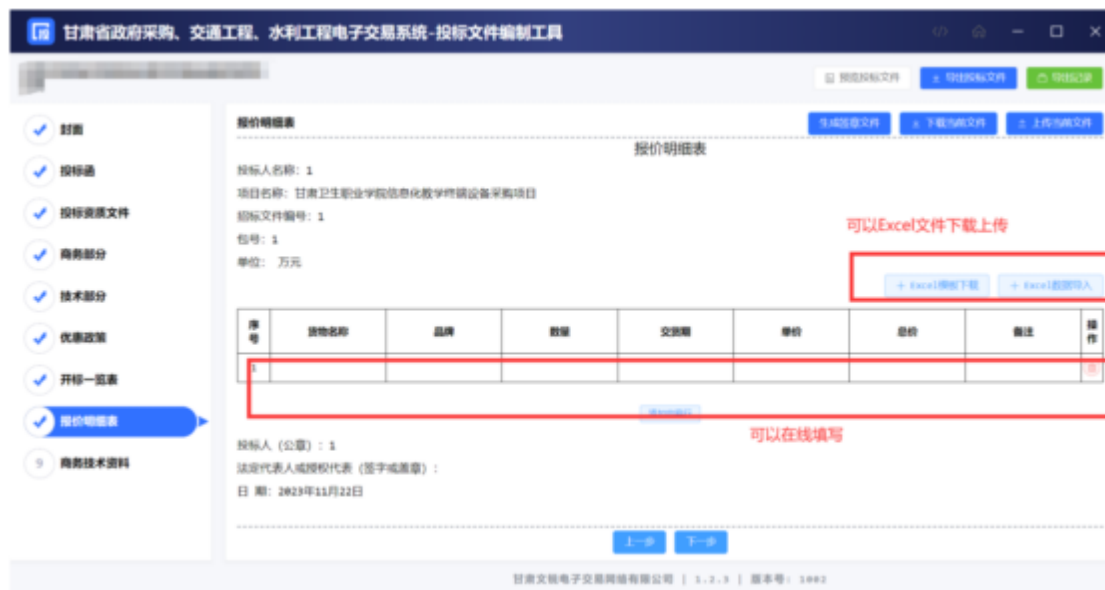 甘肃省政府采购、交通工程、水利工程电子交易系统-投标文件编制工具
预览投标文件 导出投标文件 导出记录
封面
投标函
投标资质文件
商务部分
技术部分
优惠政策
开标一览表
报价明细表
9 商务技术资料
报价明细表
生成签章文件 下载当前文件 上传当前文件
报价明细表
投标人名称：1
项目名称：甘肃卫生职业学院信息化教学终端设备采购项目
招标文件编号：1
包号：1
单位： 万元
可以Excel文件下载上传
+ Excel模板下载 + Excel数据导入
序号 货物名称 品牌 数量 交货期 单价 总价 备注 操作
1
可以在线填写
投标人（公章）：1
法定代表人或授权代表（签字或盖章）：
日 期：2023年11月22日
上一步 下一步
甘肃文锐电子交易网络有限公司 | 1.2.3 | 版本号：1002